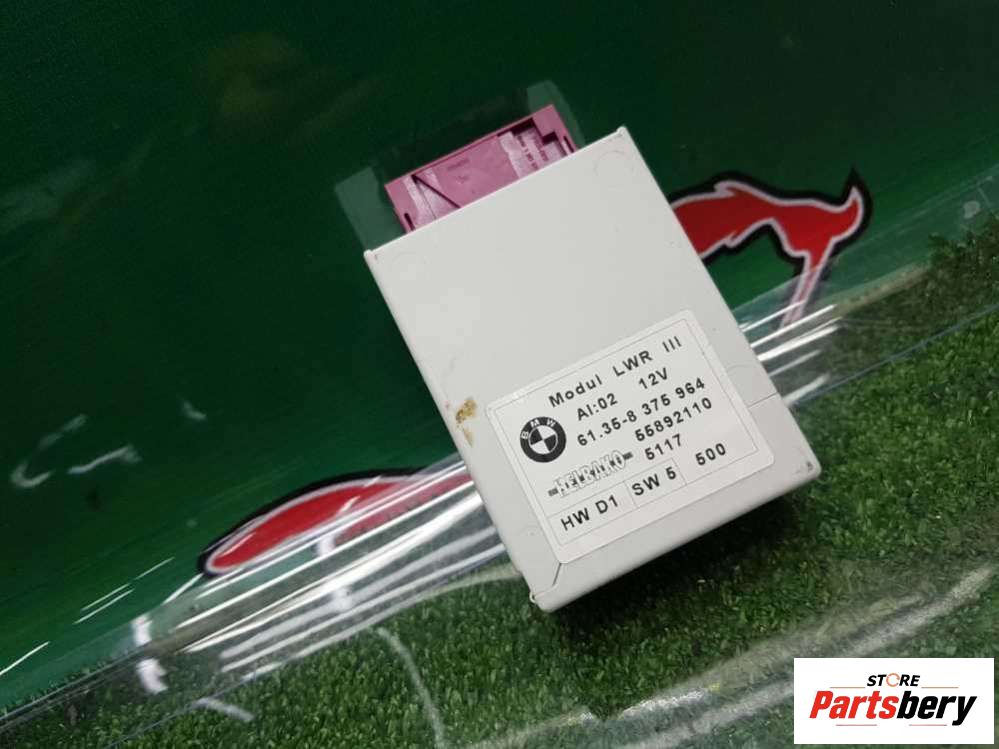 Modul LWR III
AI:02 12V
BMW
61.35-8 375 964
HELBAKO 55892110
5117
HW D1 SW 5 500
STORE
Partsbery